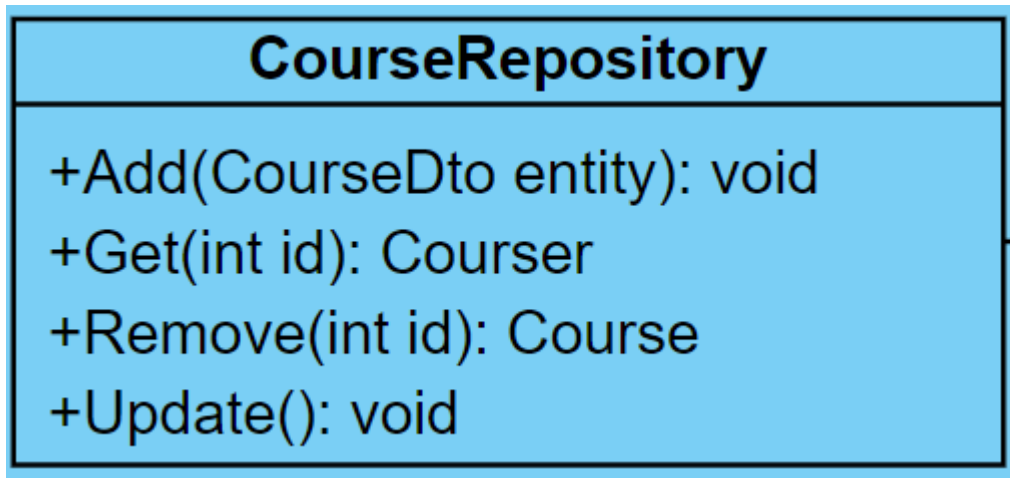 CourseRepository
+Add(CourseDto entity): void
+Get(int id): Courser
+Remove(int id): Course
+Update(): void